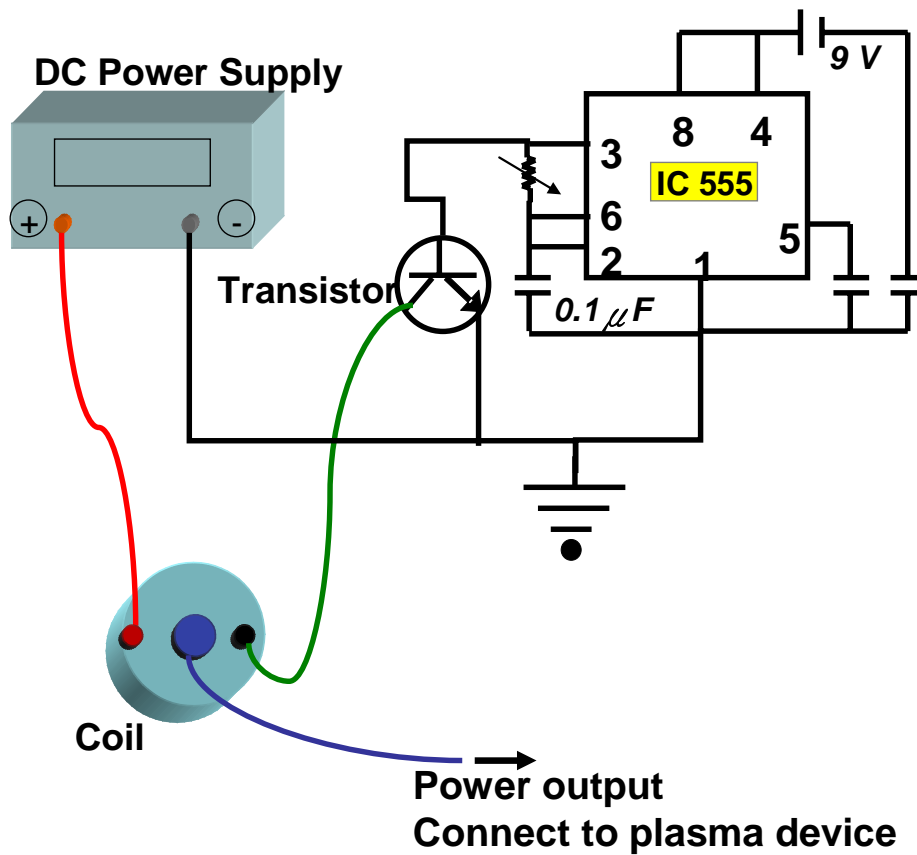 DC Power Supply
9 V
3
8
4
IC 555
6
5
2
1
+
-
Transistor
0.1 μF
Coil
Power output
Connect to plasma device